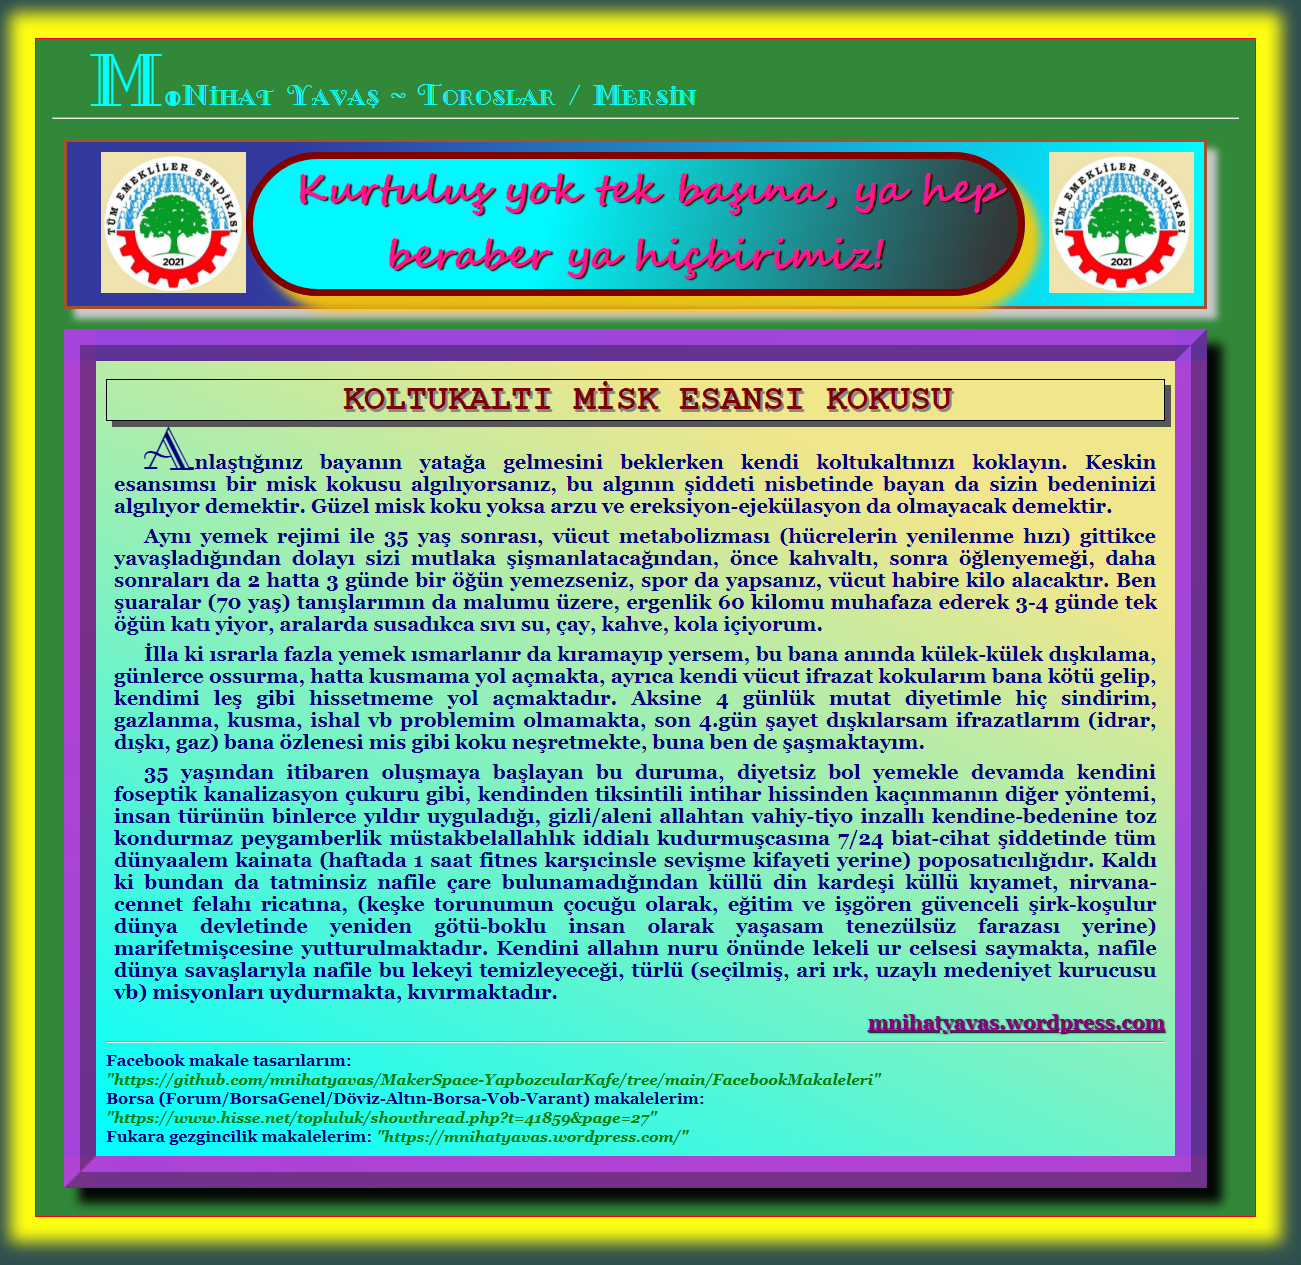 M.Nihat Yavaş ~ Toroslar / Mersin
TÜM EMEKLİLER SENDİKASI
2021
Kurtuluş yok tek başına, ya hep
beraber ya hiçbirimiz!
TÜM EMEKLİLER SENDİKASI
2021
KOLTUKALTI MİSK ESANSI KOKUSU
Anlaştığınız bayanın yatağa gelmesini beklerken kendi koltukaltınızı koklayın. Keskin
esansımsı bir misk kokusu algılıyorsanız, bu algının şiddeti nisbetinde bayan da sizin bedeninizi
algılıyor demektir. Güzel misk koku yoksa arzu ve ereksiyon-ejekülasyon da olmayacak demektir.
Aynı yemek rejimi ile 35 yaş sonrası, vücut metabolizması (hücrelerin yenilenme hızı) gittikce
yavaşladığından dolayı sizi mutlaka şişmanlatacağından, önce kahvaltı, sonra öğlenyemeği, daha
sonraları da 2 hatta 3 günde bir öğün yemezseniz, spor da yapsanız, vücut habire kilo alacaktır. Ben
şuaralar (70 yaş) tanışlarımın da malumu üzere, ergenlik 60 kilomu muhafaza ederek 3-4 günde tek
öğün katı yiyor, aralarda susadıkca sıvı su, çay, kahve, kola içiyorum.
İlla ki ısrarla fazla yemek ısmarlanır da kıramayıp yersem, bu bana anında külek-külek dışkılama,
günlerce ossurma, hatta kusmama yol açmakta, ayrıca kendi vücut ifrazat kokularım bana kötü gelip,
kendimi leş gibi hissetmeme yol açmaktadır. Aksine 4 günlük mutat diyetimle hiç sindirim,
gazlanma, kusma, ishal vb problemim olmamakta, son 4.gün şayet dışkılarsam ifrazatlarım (idrar,
dışkı, gaz) bana özlenesi mis gibi koku neşretmekte, buna ben de şaşmaktayım.
35 yaşından itibaren oluşmaya başlayan bu duruma, diyetsiz bol yemekle devamda kendini
foseptik kanalizasyon çukuru gibi, kendinden tiksintili intihar hissinden kaçınmanın diğer yöntemi,
insan türünün binlerce yıldır uyguladığı, gizli/aleni allahtan vahiy-tiyo inzallı kendine-bedenine toz
kondurmaz peygamberlik müstakbelallahlık iddialı kudurmuşcasına 7/24 biat-cihat şiddetinde tüm
dünyaalem kainata (haftada 1 saat fitnes karşıcinsle sevişme kifayeti yerine) poposatıcılığıdır. Kaldı
ki bundan da tatminsiz nafile çare bulunamadığından küllü din kardeşi küllü kıyamet, nirvana-
cennet felahı ricatına, (keşke torunumun çocuğu olarak, eğitim ve işgören güvenceli şirk-koşulur
dünya devletinde yeniden götü-boklu insan olarak yaşasam tenezülsüz farazası yerine)
marifetmişcesine yutturulmaktadır. Kendini allahın nuru önünde lekeli ur celsesi saymakta, nafile
dünya savaşlarıyla nafile bu lekeyi temizleyeceği, türlü (seçilmiş, ari ırk, uzaylı medeniyet kurucusu
vb) misyonları uydurmakta, kıvırmaktadır.
mnihatyavas.wordpress.com
Facebook makale tasarılarım:
"https://github.com/mnihatyavas/MakerSpace-YapbozcularKafe/tree/main/FacebookMakaleleri"
Borsa (Forum/BorsaGenel/Döviz-Altın-Borsa-Vob-Varant) makalelerim:
"https://www.hisse.net/topluluk/showthread.php?t=41859&page=27"
Fukara gezgincilik makalelerim: "https://mnihatyavas.wordpress.com/"